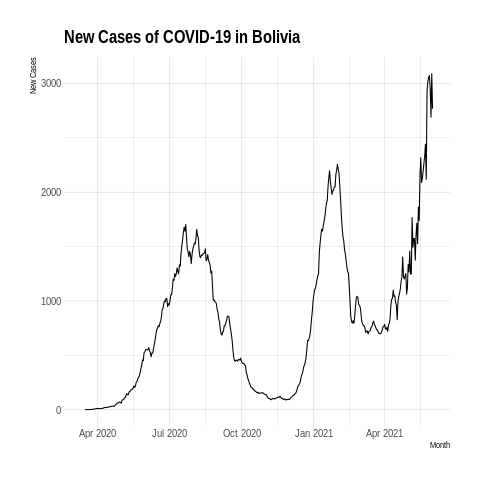 New Cases of COVID-19 in Bolivia
New Cases
3000
2000
1000
0
Apr 2020 Jul 2020 Oct 2020 Jan 2021 Apr 2021
Month